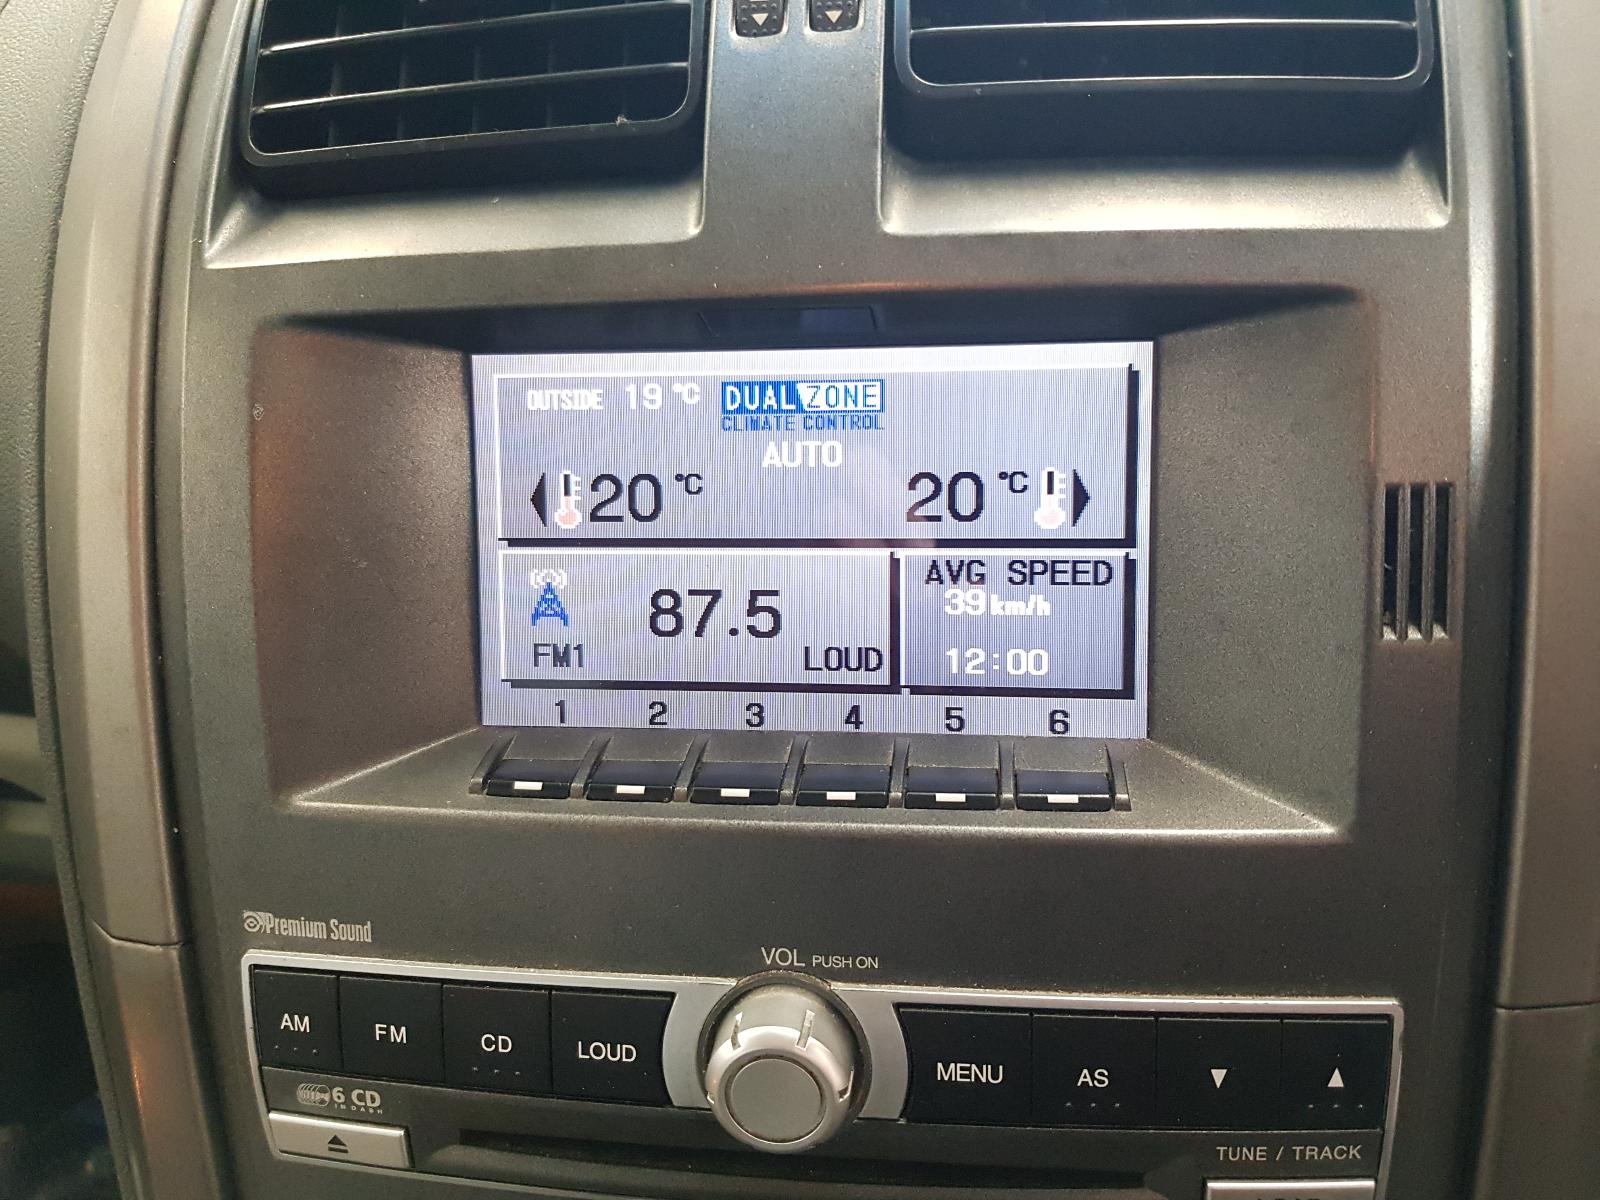 OUTSIDE 19 °C
DUAL ZONE
CLIMATE CONTROL
AUTO
20 °C 20 °C
AVG SPEED
39 km/h
87.5
FM1 LOUD
12:00
1 2 3 4 5 6
Premium Sound
VOL PUSH ON
AM FM CD LOUD
MENU AS ▼ ▲
6 CD
IN DASH
TUNE / TRACK